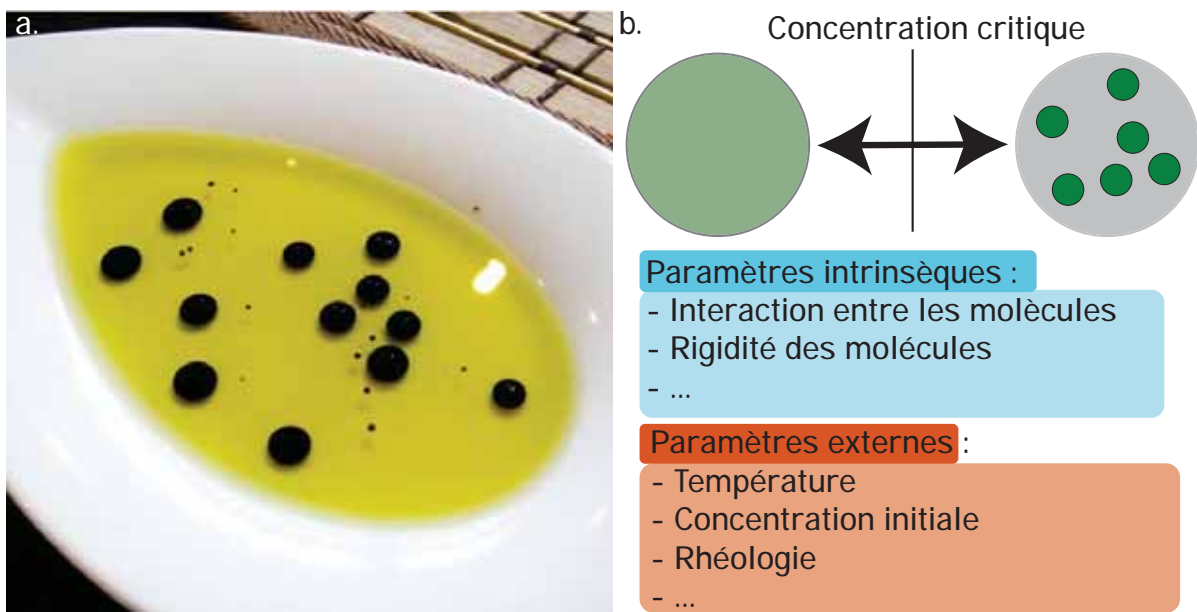 a.
b.
Concentration critique
Paramètres intrinsèques :
- Interaction entre les molècules
- Rigidité des molécules
- ...
Paramètres externes :
- Température
- Concentration initiale
- Rhéologie
- ...